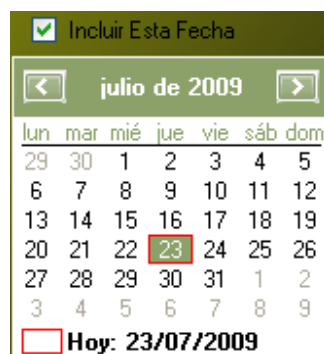 Incluir Esta Fecha
julio de 2009
lun mar mié jue vie sáb dom
29 30 1 2 3 4 5
6 7 8 9 10 11 12
13 14 15 16 17 18 19
20 21 22 23 24 25 26
27 28 29 30 31 1 2
3 4 5 6 7 8 9
Hoy: 23/07/2009